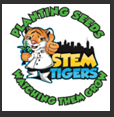 PLANTING SEEDS
STEM
TIGERS
WATCHING THEM GROW